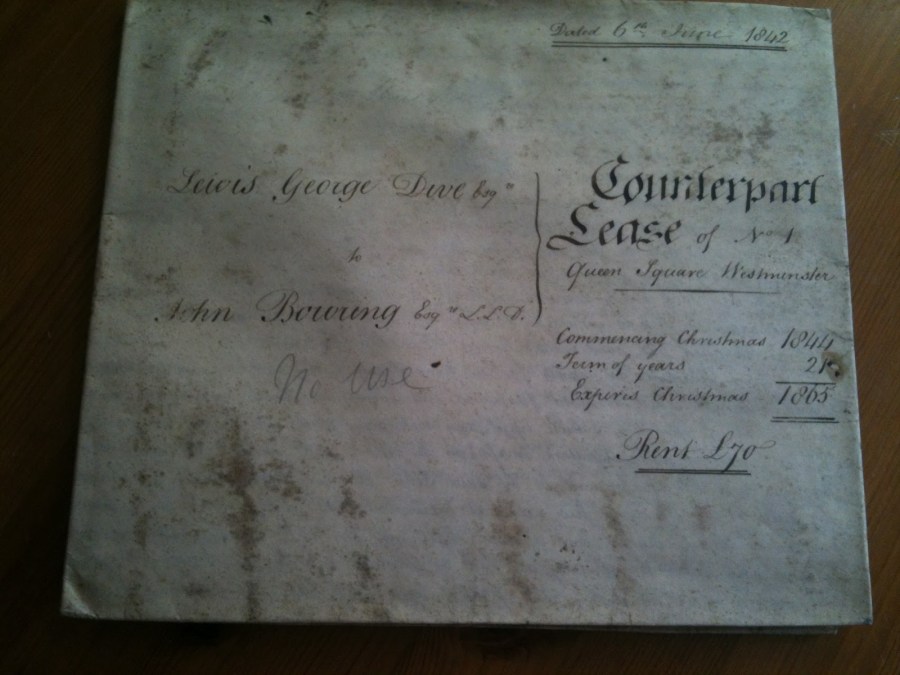 Dated 6th June 1842
Lewis George Dive Esqre
to
John Bowring Esqre L.L.D.
No use
Counterpart
Lease of No 1
Queen Square Westminster
Commencing Christmas 1844
Term of years 21
Expires Christmas 1865
Rent £70